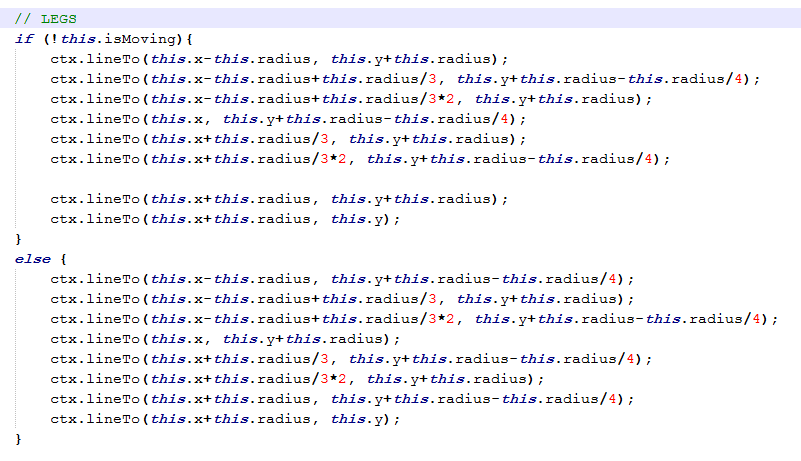 // LEGS
if (!this.isMoving){
    ctx.lineTo(this.x-this.radius, this.y+this.radius);
    ctx.lineTo(this.x-this.radius+this.radius/3, this.y+this.radius-this.radius/4);
    ctx.lineTo(this.x-this.radius+this.radius/3*2, this.y+this.radius);
    ctx.lineTo(this.x, this.y+this.radius-this.radius/4);
    ctx.lineTo(this.x+this.radius/3, this.y+this.radius);
    ctx.lineTo(this.x+this.radius/3*2, this.y+this.radius-this.radius/4);

    ctx.lineTo(this.x+this.radius, this.y+this.radius);
    ctx.lineTo(this.x+this.radius, this.y);
}
else {
    ctx.lineTo(this.x-this.radius, this.y+this.radius-this.radius/4);
    ctx.lineTo(this.x-this.radius+this.radius/3, this.y+this.radius);
    ctx.lineTo(this.x-this.radius+this.radius/3*2, this.y+this.radius-this.radius/4);
    ctx.lineTo(this.x, this.y+this.radius);
    ctx.lineTo(this.x+this.radius/3, this.y+this.radius-this.radius/4);
    ctx.lineTo(this.x+this.radius/3*2, this.y+this.radius);
    ctx.lineTo(this.x+this.radius, this.y+this.radius-this.radius/4);
    ctx.lineTo(this.x+this.radius, this.y);
}